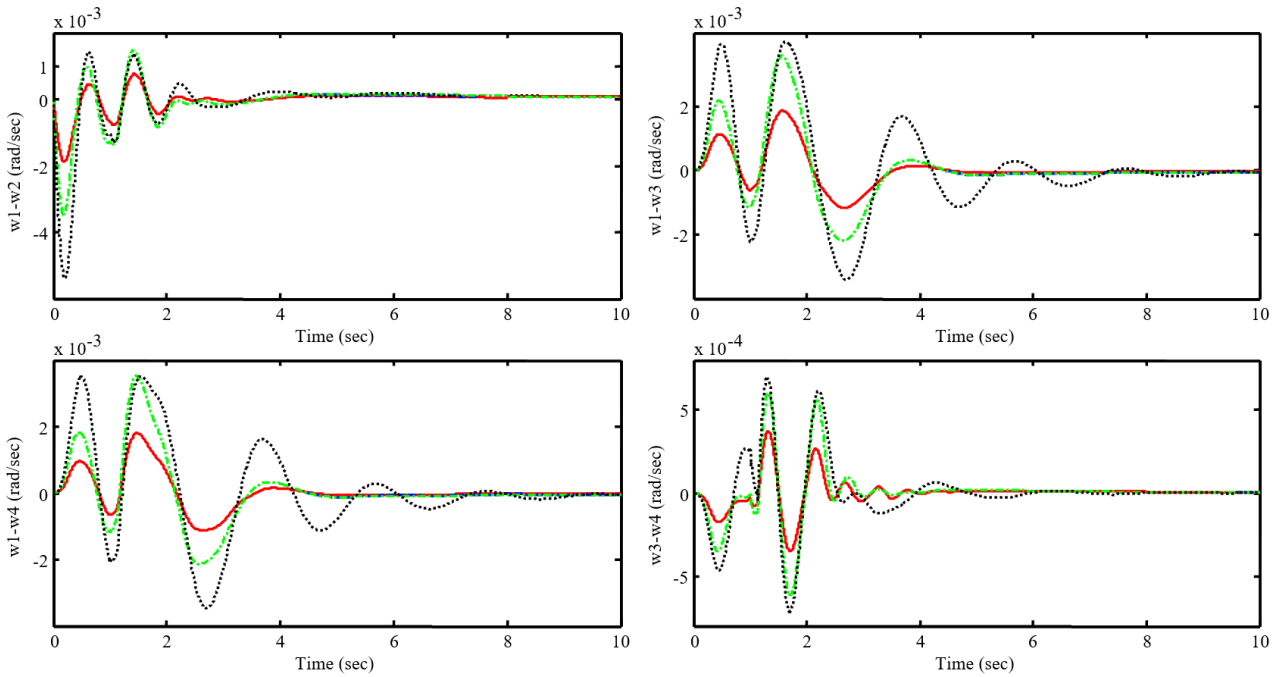 x 10-3
1
0
-2
-4
w1-w2 (rad/sec)
0 2 4 6 8 10
Time (sec)
x 10-3
2
0
-2
w1-w3 (rad/sec)
0 2 4 6 8 10
Time (sec)
x 10-3
2
0
-2
w1-w4 (rad/sec)
0 2 4 6 8 10
Time (sec)
x 10-4
5
0
-5
w3-w4 (rad/sec)
0 2 4 6 8 10
Time (sec)